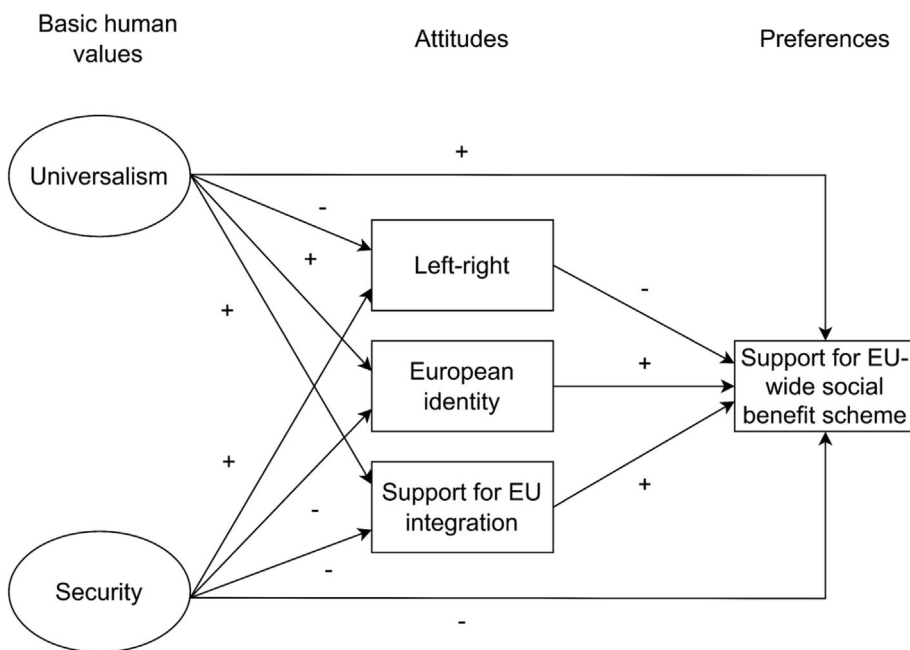 Basic human
values
Attitudes
Preferences
Universalism
+
-
+
+
Left-right
-
European
identity
+
Support for EU-
wide social
benefit scheme
+
Support for EU
integration
+
-
-
Security
-